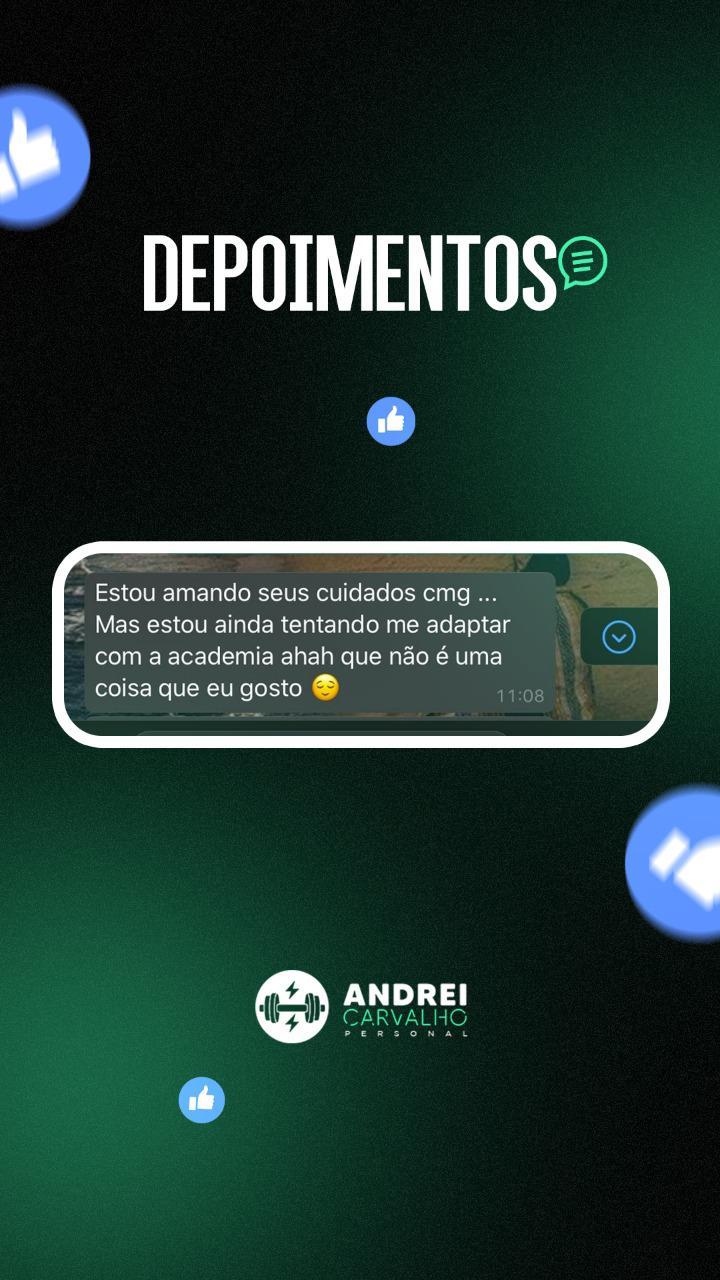 DEPOIMENTOS
Estou amando seus cuidados cmg ...
Mas estou ainda tentando me adaptar
com a academia ahah que não é uma
coisa que eu gosto 😌
11:08
ANDREI
CARVALHO
PERSONAL